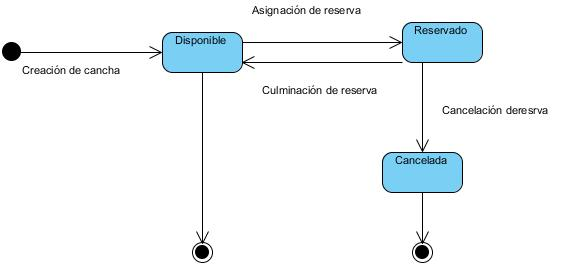 Asignación de reserva
Disponible
Reservado
Creación de cancha
Culminación de reserva
Cancelación deresrva
Cancelada